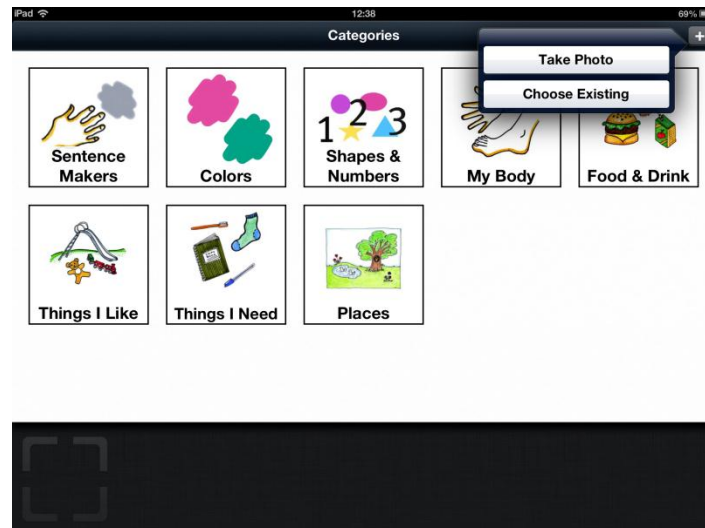 iPad 12:38 69%
Categories +
Take Photo
Choose Existing
1 2 3
Sentence
Makers
Colors
Shapes &
Numbers
My Body
Food & Drink
Things I Like
Things I Need
Places